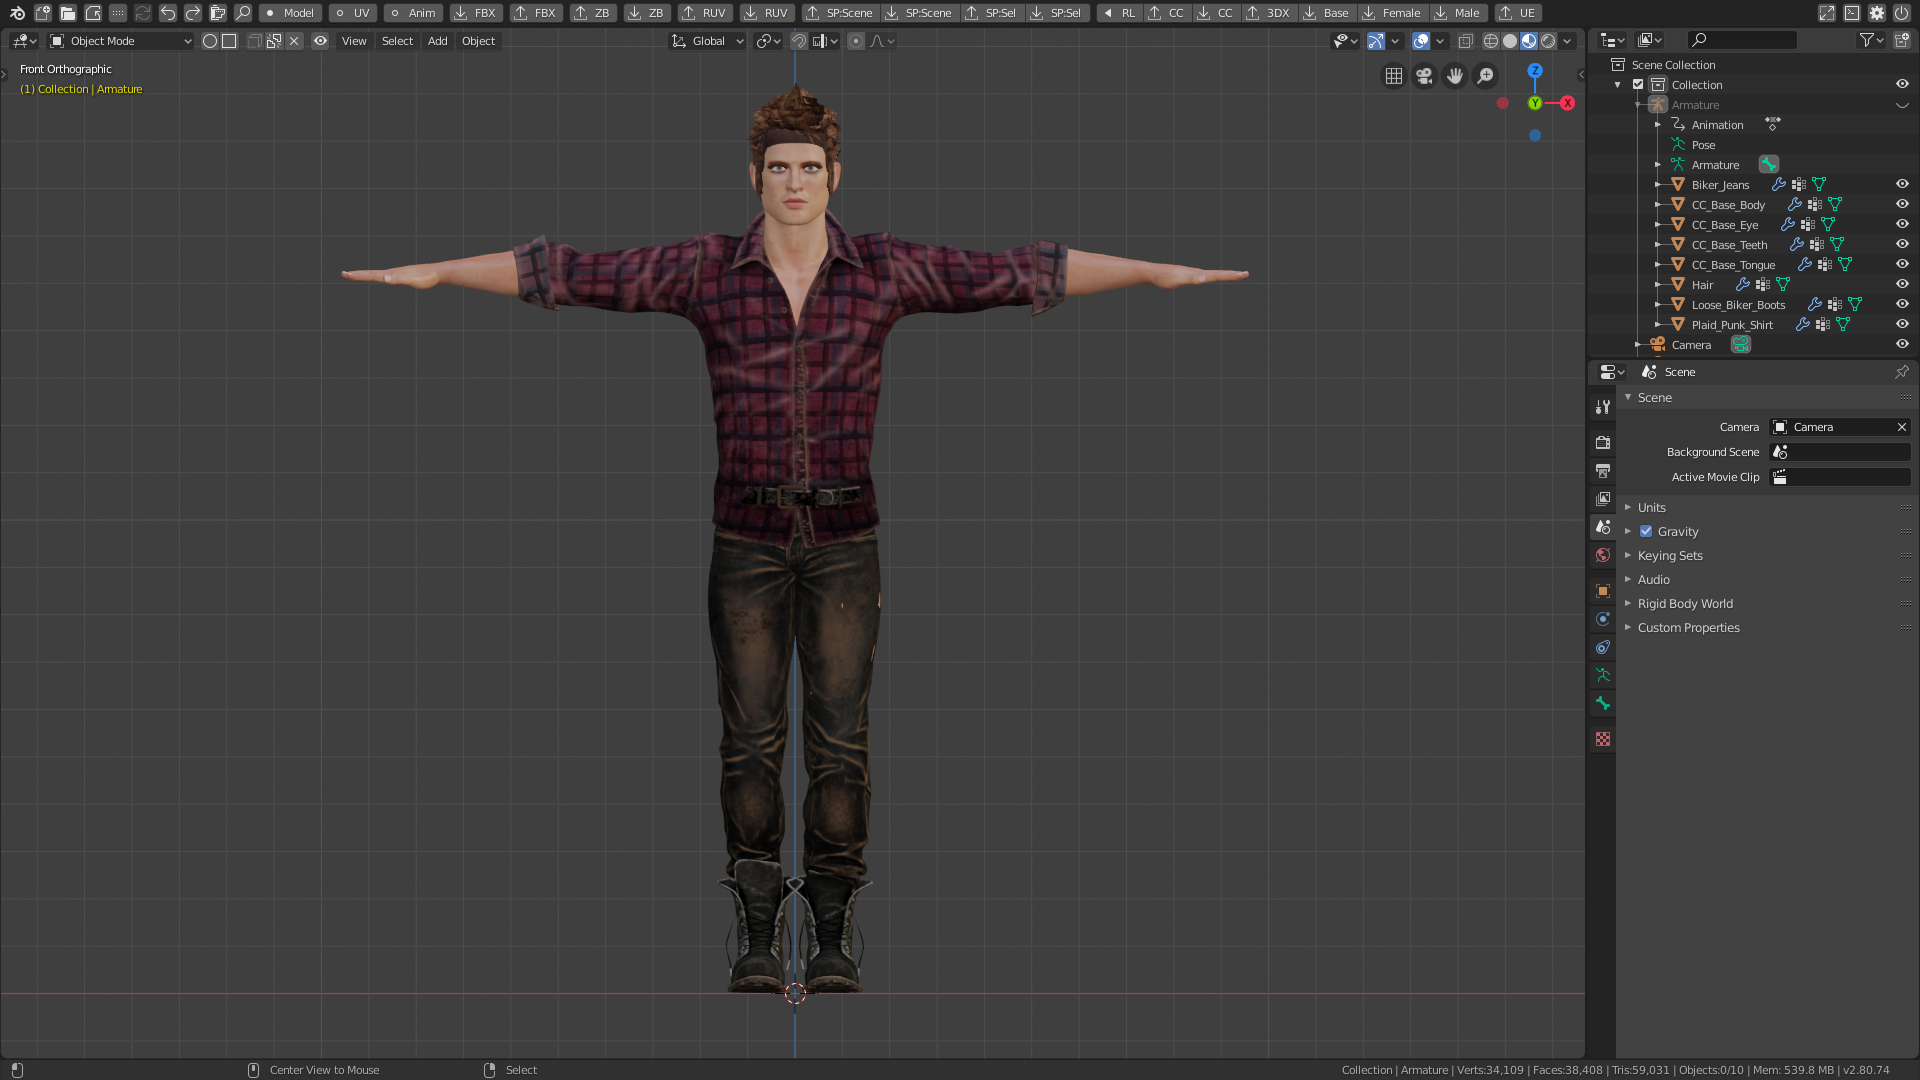 Model UV Anim FBX FBX ZB ZB RUV RUV SP:Scene SP:Scene SP:Sel SP:Sel RL CC CC 3DX Base Female Male UE
Object Mode View Select Add Object Global
Front Orthographic
(1) Collection | Armature
Z
Y
X
Scene Collection
Collection
Armature
Animation
Pose
Armature
Biker_Jeans
CC_Base_Body
CC_Base_Eye
CC_Base_Teeth
CC_Base_Tongue
Hair
Loose_Biker_Boots
Plaid_Punk_Shirt
Camera
Scene
Scene
Camera Camera
Background Scene
Active Movie Clip
Units
Gravity
Keying Sets
Audio
Rigid Body World
Custom Properties
Center View to Mouse Select Collection | Armature | Verts:34,109 | Faces:38,408 | Tris:59,031 | Objects:0/10 | Mem: 539.8 MB | v2.80.74